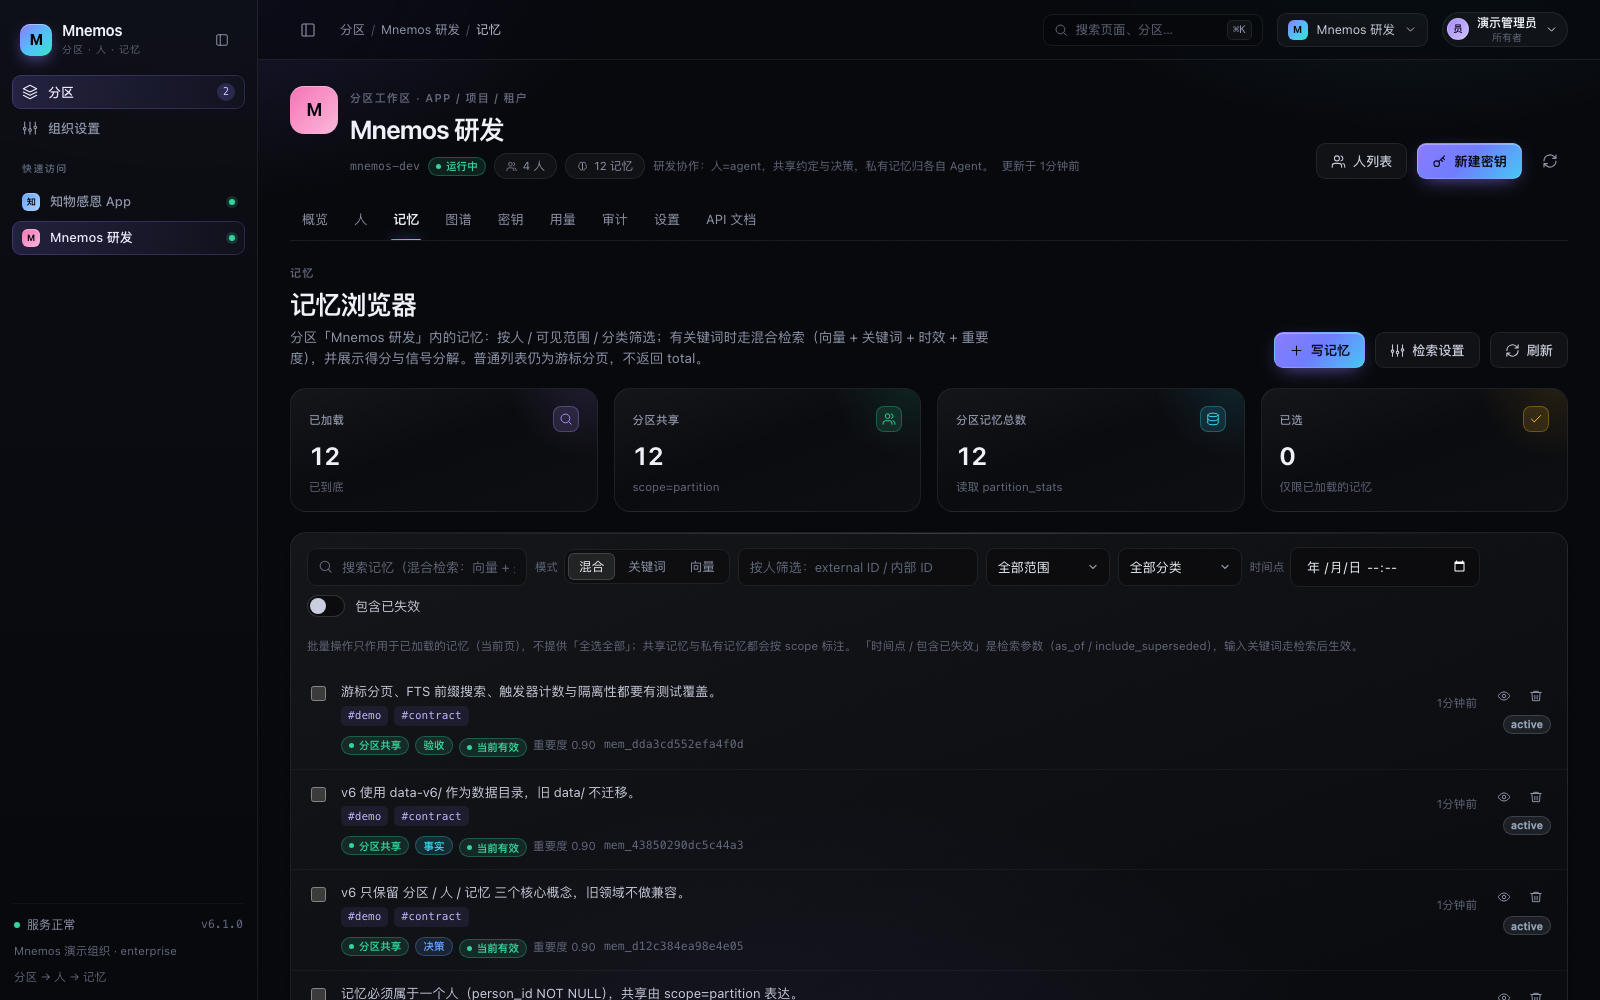 M
Mnemos
分区 · 人 · 记忆
分区
2
组织设置
快速访问
知 知物感恩 App
M Mnemos 研发
服务正常
v6.1.0
Mnemos 演示组织 · enterprise
分区 → 人 → 记忆
分区 / Mnemos 研发 / 记忆
搜索页面、分区…
⌘K
M Mnemos 研发
员
演示管理员
所有者
M
分区工作区 · APP / 项目 / 租户
Mnemos 研发
mnemos-dev
运行中
4 人
12 记忆
研发协作：人=agent，共享约定与决策，私有记忆归各自 Agent。
更新于 1分钟前
人列表
新建密钥
概览
人
记忆
图谱
密钥
用量
审计
设置
API 文档
记忆
记忆浏览器
分区「Mnemos 研发」内的记忆：按人 / 可见范围 / 分类筛选；有关键词时走混合检索（向量 + 关键词 + 时效 + 重要
度），并展示得分与信号分解。普通列表仍为游标分页，不返回 total。
写记忆
检索设置
刷新
已加载
12
已到底
分区共享
12
scope=partition
分区记忆总数
12
读取 partition_stats
已选
0
仅限已加载的记忆
搜索记忆（混合检索：向量 + 
模式
混合
关键词
向量
按人筛选：external ID / 内部 ID
全部范围
全部分类
时间点
年 /月/日 --:--
包含已失效
批量操作只作用于已加载的记忆（当前页），不提供「全选全部」；共享记忆与私有记忆都会按 scope 标注。 「时间点 / 包含已失效」是检索参数（as_of / include_superseded），输入关键词走检索后生效。
游标分页、FTS 前缀搜索、触发器计数与隔离性都要有测试覆盖。
#demo #contract
分区共享 验收 当前有效 重要度 0.90 mem_dda3cd552efa4f0d
1分钟前
active
v6 使用 data-v6/ 作为数据目录，旧 data/ 不迁移。
#demo #contract
分区共享 事实 当前有效 重要度 0.90 mem_43850290dc5c44a3
1分钟前
active
v6 只保留 分区 / 人 / 记忆 三个核心概念，旧领域不做兼容。
#demo #contract
分区共享 决策 当前有效 重要度 0.90 mem_d12c384ea98e4e05
1分钟前
active
记忆必须属于一个人（person_id NOT NULL），共享由 scope=partition 表达。